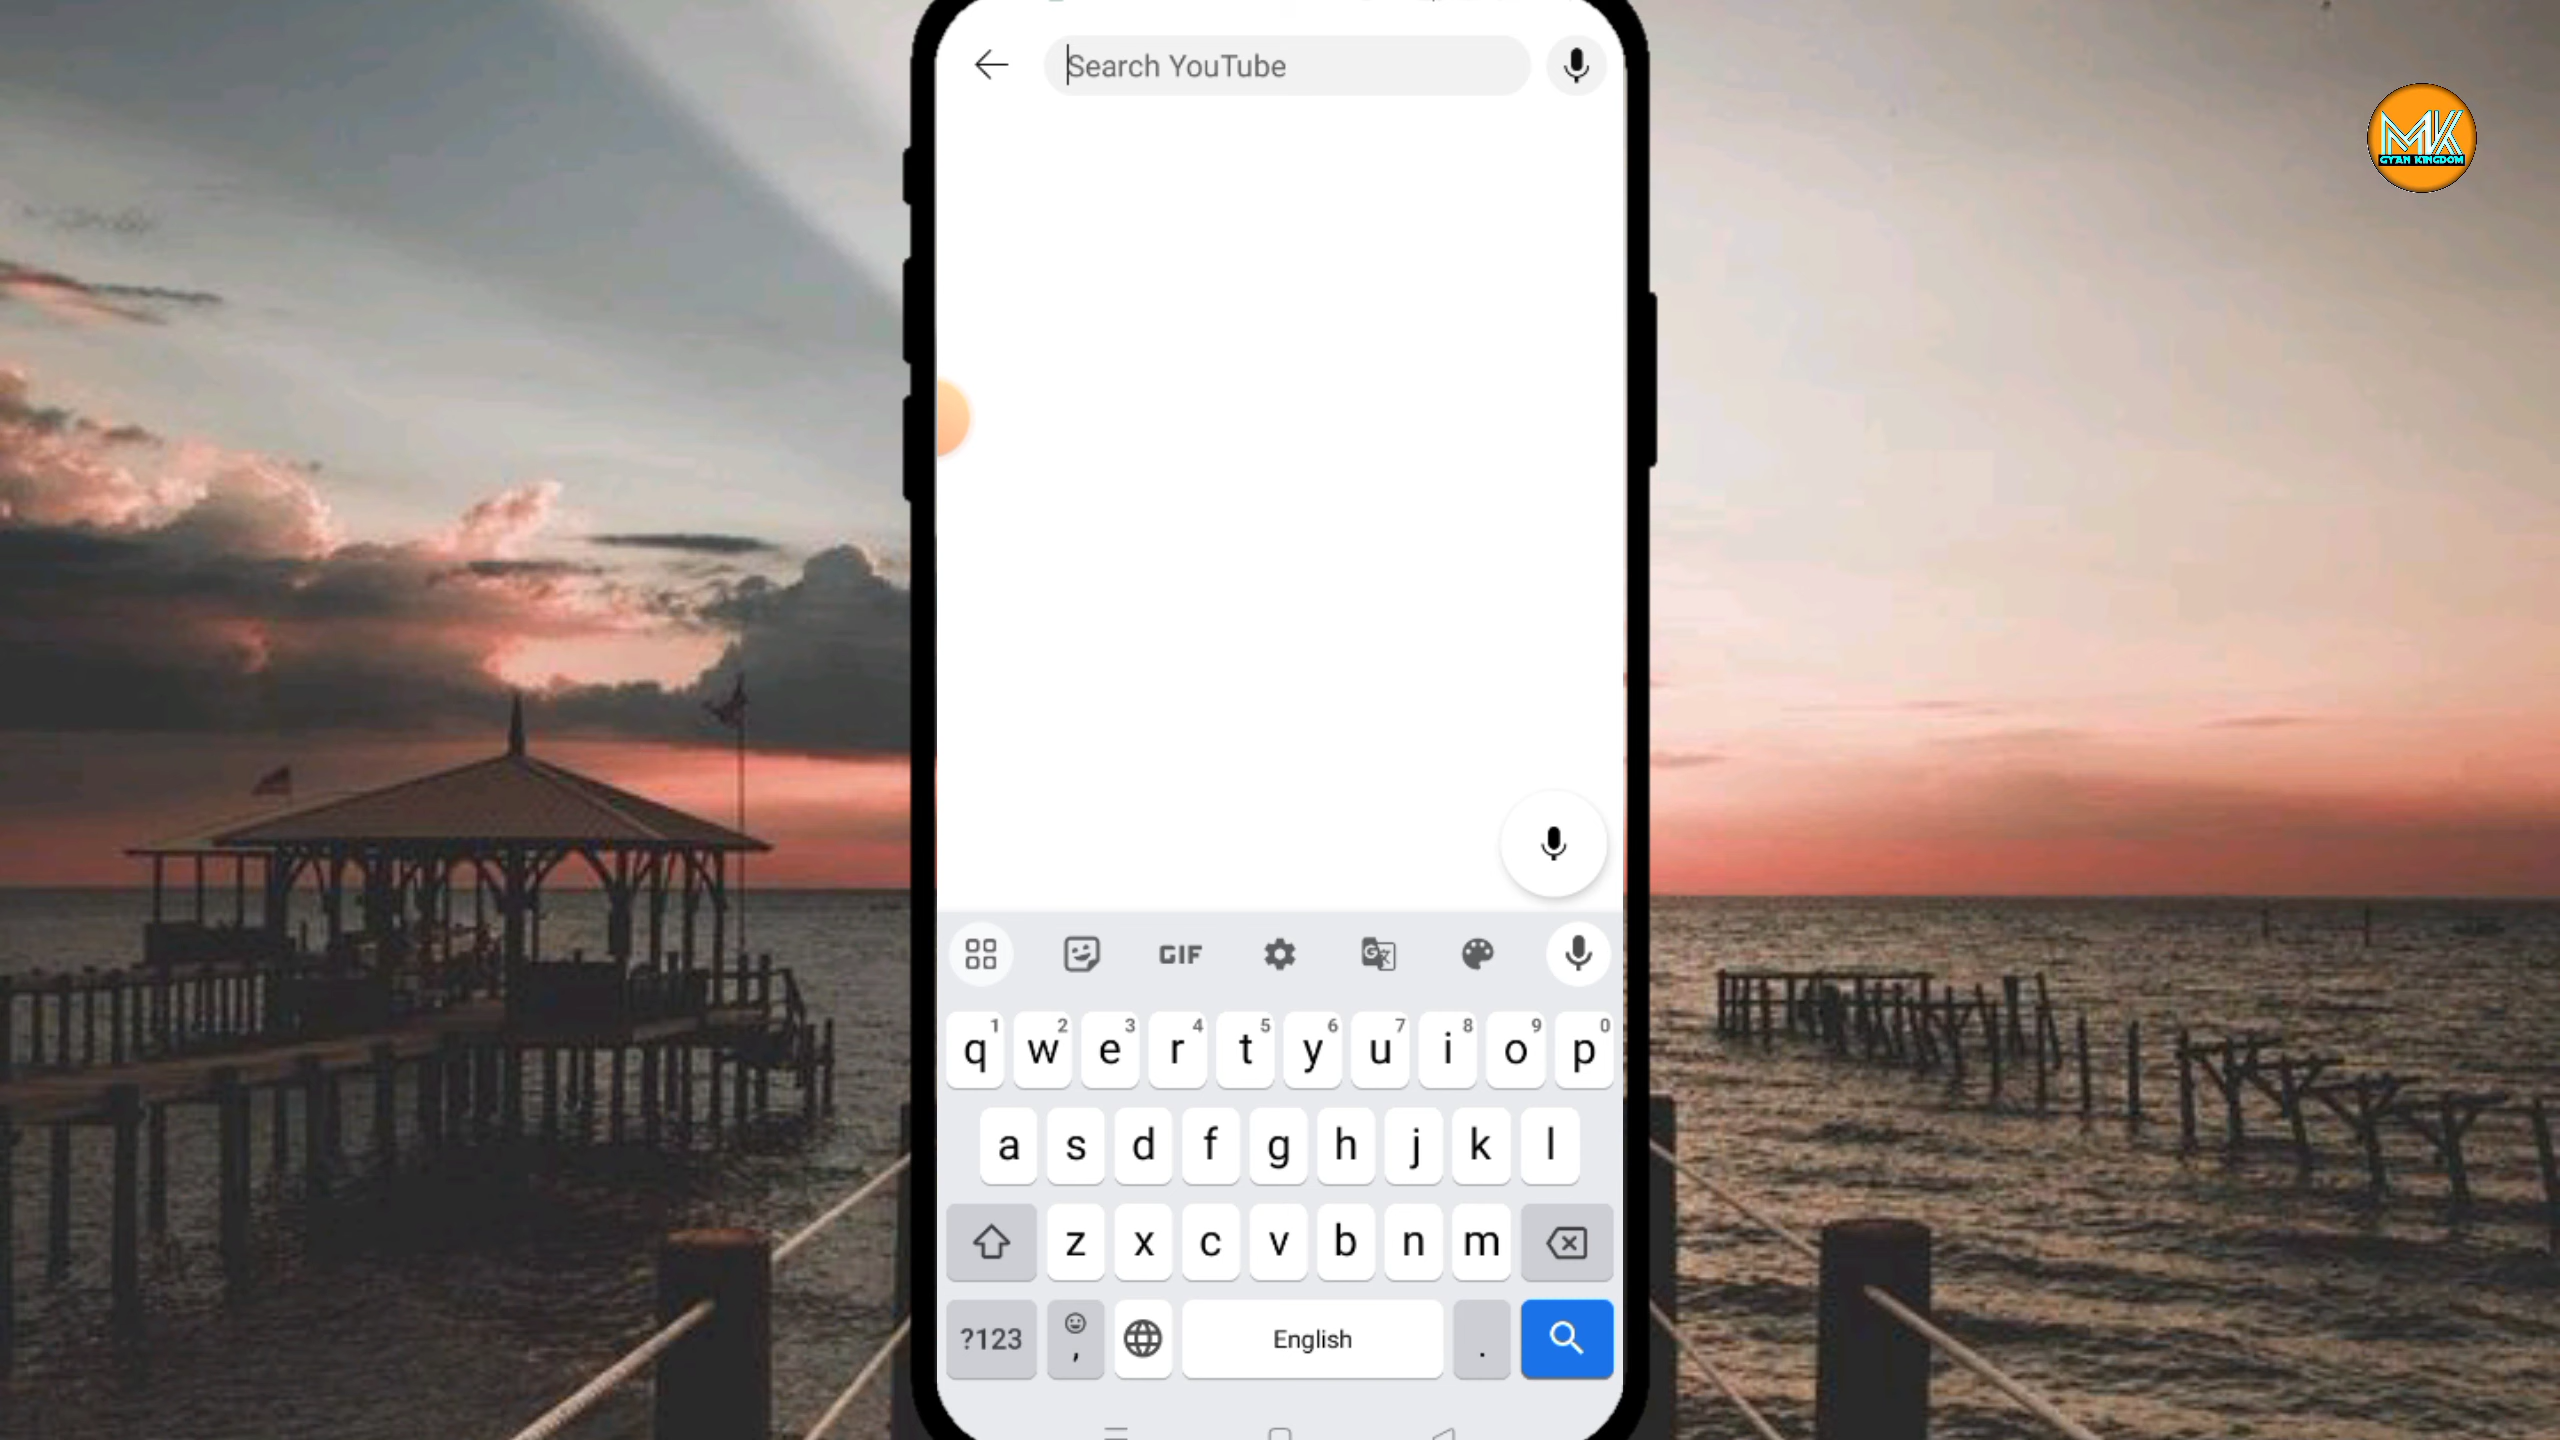 Search YouTube
MK
GYAN KINGDOM
GIF
G
1 2 3 4 5 6 7 8 9 0
q w e r t y u i o p
a s d f g h j k l
z x c v b n m
?123 , English .